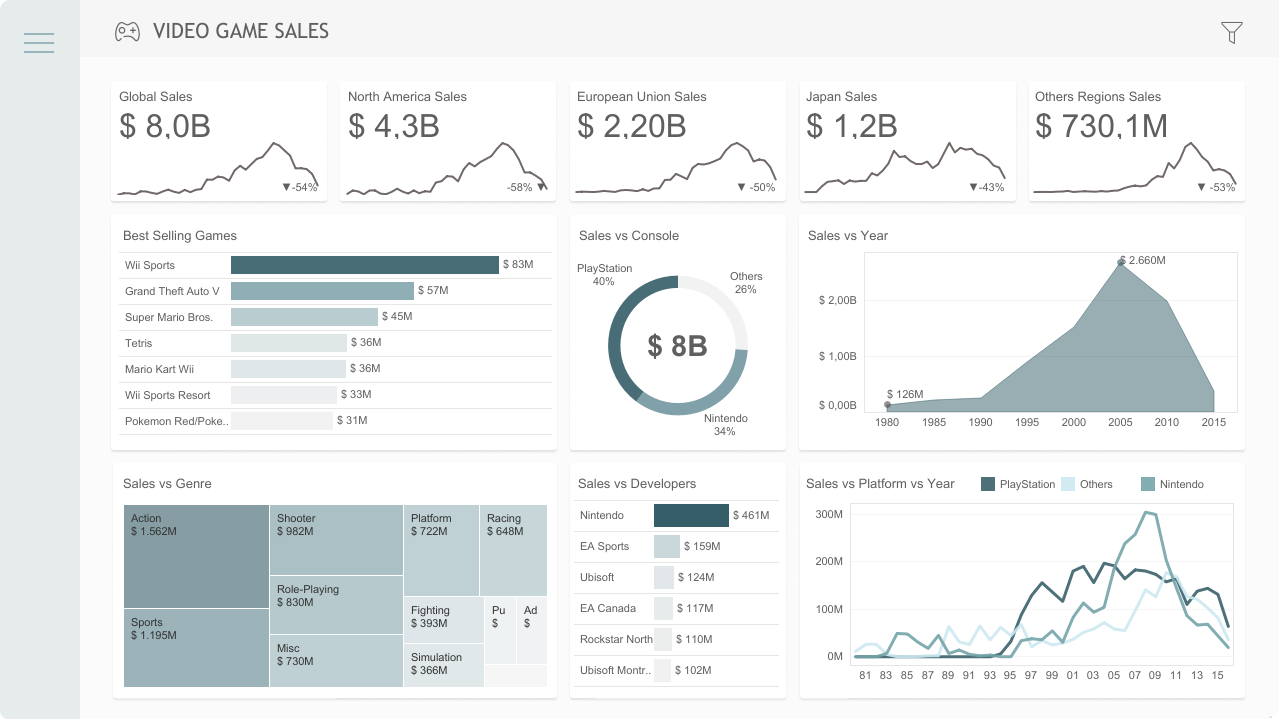 VIDEO GAME SALES
Global Sales
$ 8,0B
▼-54%
North America Sales
$ 4,3B
-58% ▼
European Union Sales
$ 2,20B
▼ -50%
Japan Sales
$ 1,2B
▼-43%
Others Regions Sales
$ 730,1M
▼ -53%
Best Selling Games
Wii Sports $ 83M
Grand Theft Auto V $ 57M
Super Mario Bros. $ 45M
Tetris $ 36M
Mario Kart Wii $ 36M
Wii Sports Resort $ 33M
Pokemon Red/Poke.. $ 31M
Sales vs Console
PlayStation
40%
Others
26%
$ 8B
Nintendo
34%
Sales vs Year
$ 2.660M
$ 2,00B
$ 1,00B
$ 126M
$ 0,00B
1980 1985 1990 1995 2000 2005 2010 2015
Sales vs Genre
Action
$ 1.562M
Sports
$ 1.195M
Shooter
$ 982M
Role-Playing
$ 830M
Misc
$ 730M
Platform
$ 722M
Racing
$ 648M
Fighting
$ 393M
Simulation
$ 366M
Pu
$
Ad
$
Sales vs Developers
Nintendo $ 461M
EA Sports $ 159M
Ubisoft $ 124M
EA Canada $ 117M
Rockstar North $ 110M
Ubisoft Montr.. $ 102M
Sales vs Platform vs Year
PlayStation Others Nintendo
300M
200M
100M
0M
81 83 85 87 89 91 93 95 97 99 01 03 05 07 09 11 13 15